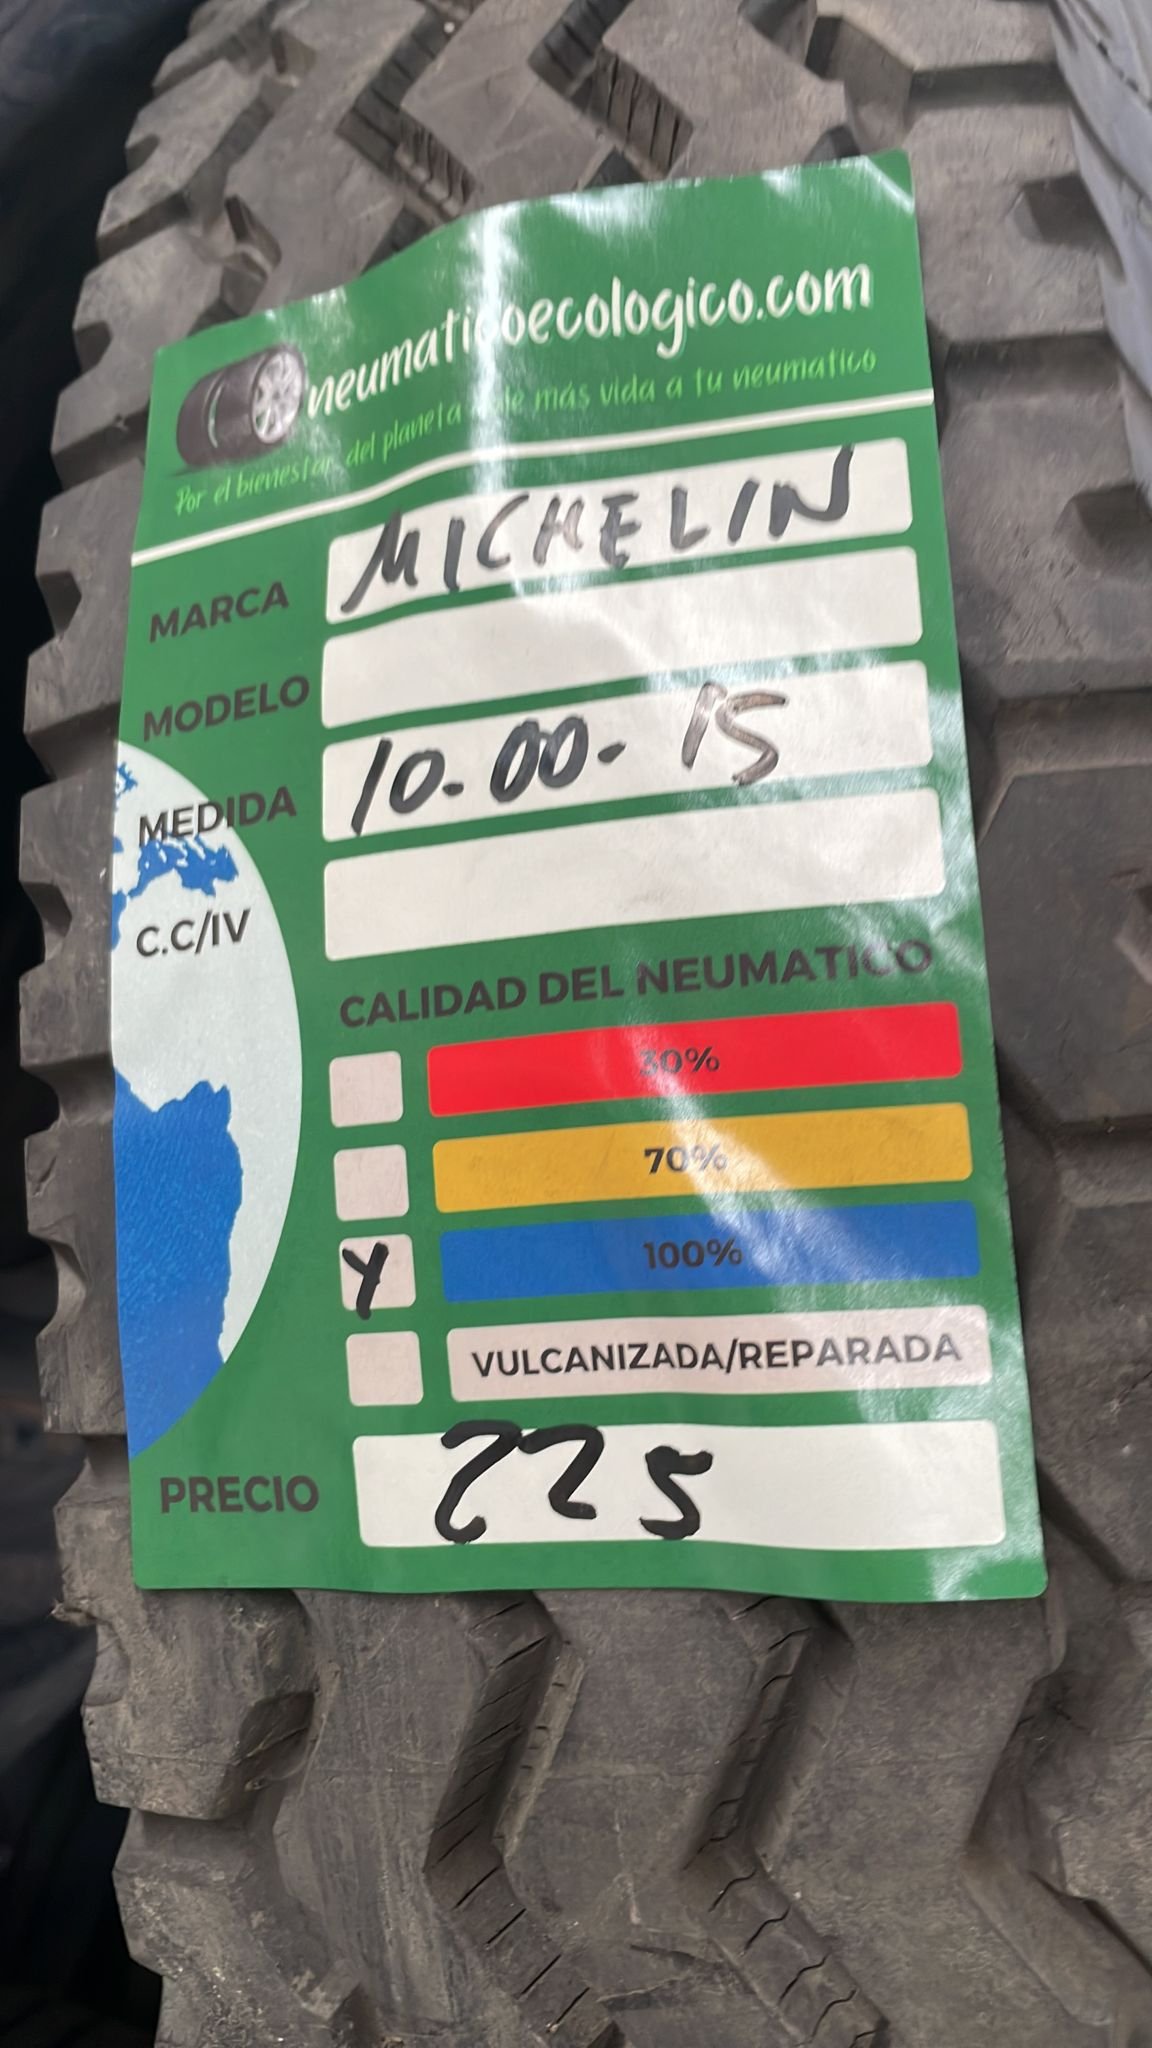 neumaticoecologico.com
Por el bienestar del planeta dele más vida a tu neumatico
MARCA MICHELIN
MODELO
MEDIDA 10.00. 15
C.C/IV
CALIDAD DEL NEUMATICO
30%
70%
Y 100%
VULCANIZADA/REPARADA
PRECIO 225